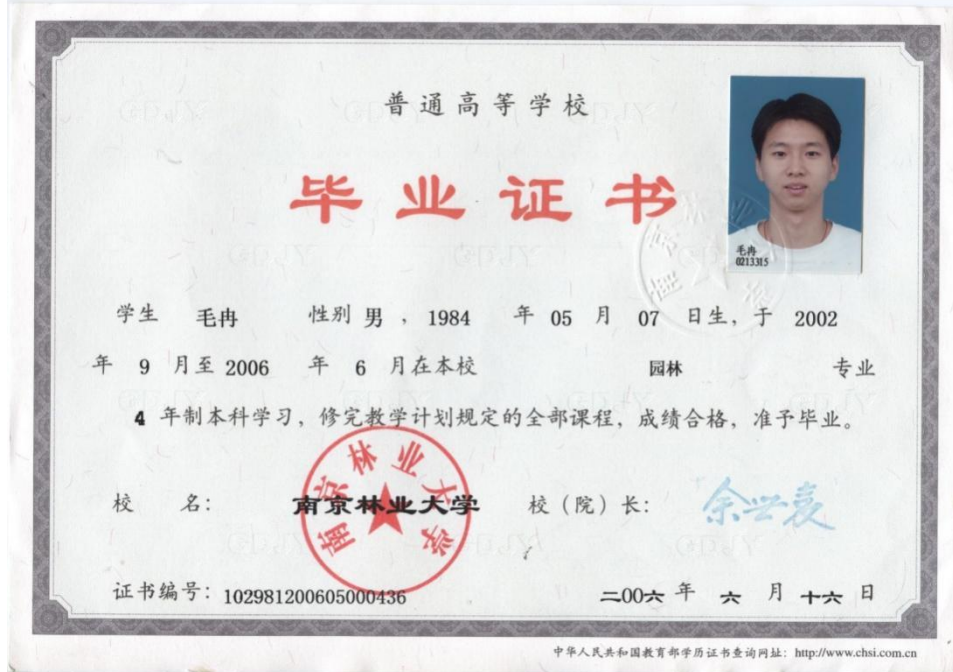 普通高等学校
毕业证书
毛冉
0213315
学生 毛冉 性别 男 ，1984 年 05 月 07 日生，于 2002
年 9 月至 2006 年 6 月在本校 园林 专业
4 年制本科学习，修完教学计划规定的全部课程，成绩合格，准予毕业。
校 名： 南京林业大学 校（院）长：
南京林业大学
证书编号：102981200605000436 二00六 年 六 月 十六 日
中华人民共和国教育部学历证书查询网址：http://www.chsi.com.cn